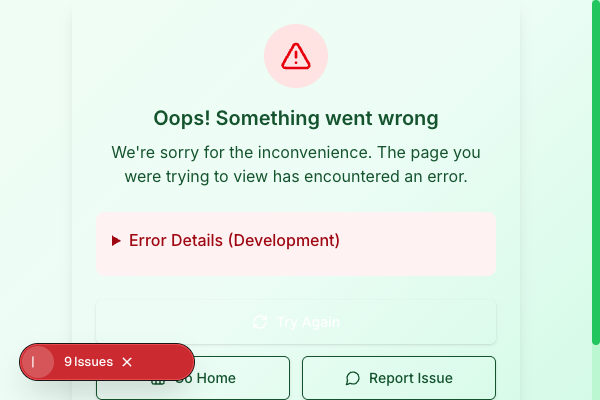 Oops! Something went wrong
We're sorry for the inconvenience. The page you
were trying to view has encountered an error.
Error Details (Development)
Try Again
Go Home
Report Issue
9 Issues